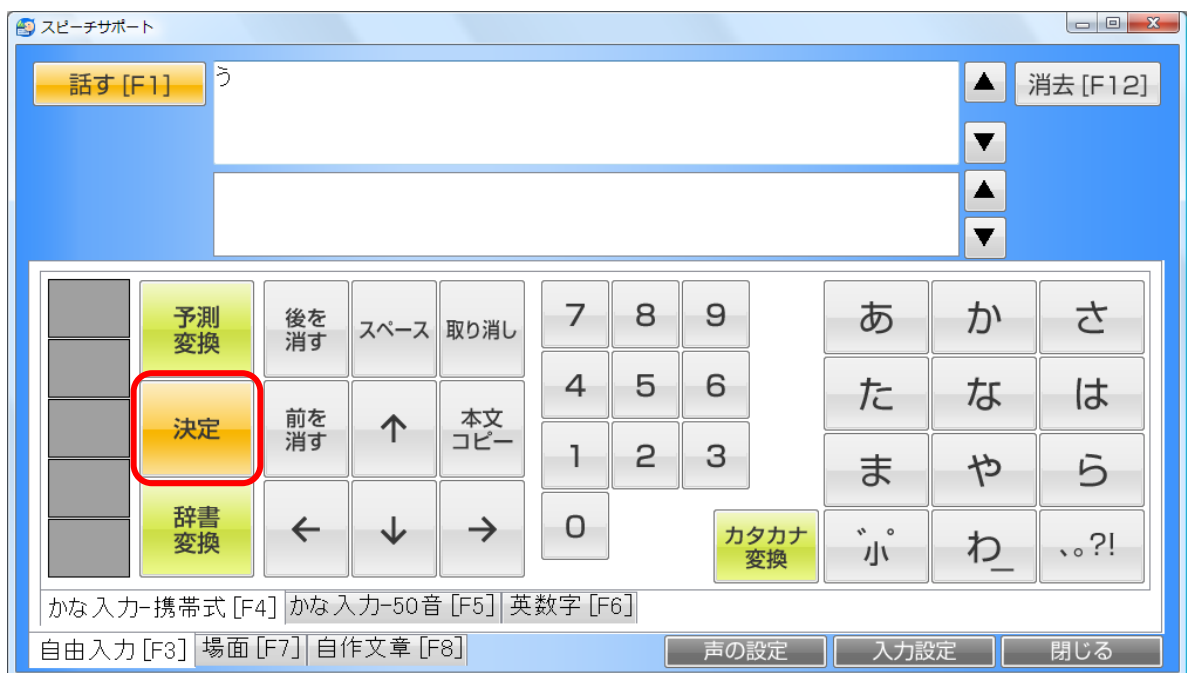 スピーチサポート
話す [F1]
う
▲
消去 [F12]
▼
▲
▼
予測
変換
後を
消す
スペース
取り消し
7
8
9
あ
か
さ
決定
前を
消す
↑
本文
コピー
4
5
6
た
な
は
1
2
3
ま
や
ら
辞書
変換
←
↓
→
0
カタカナ
変換
゛゜
小
わ_
､｡?!
かな入力-携帯式 [F4]
かな入力-50音 [F5]
英数字 [F6]
自由入力 [F3]
場面 [F7]
自作文章 [F8]
声の設定
入力設定
閉じる